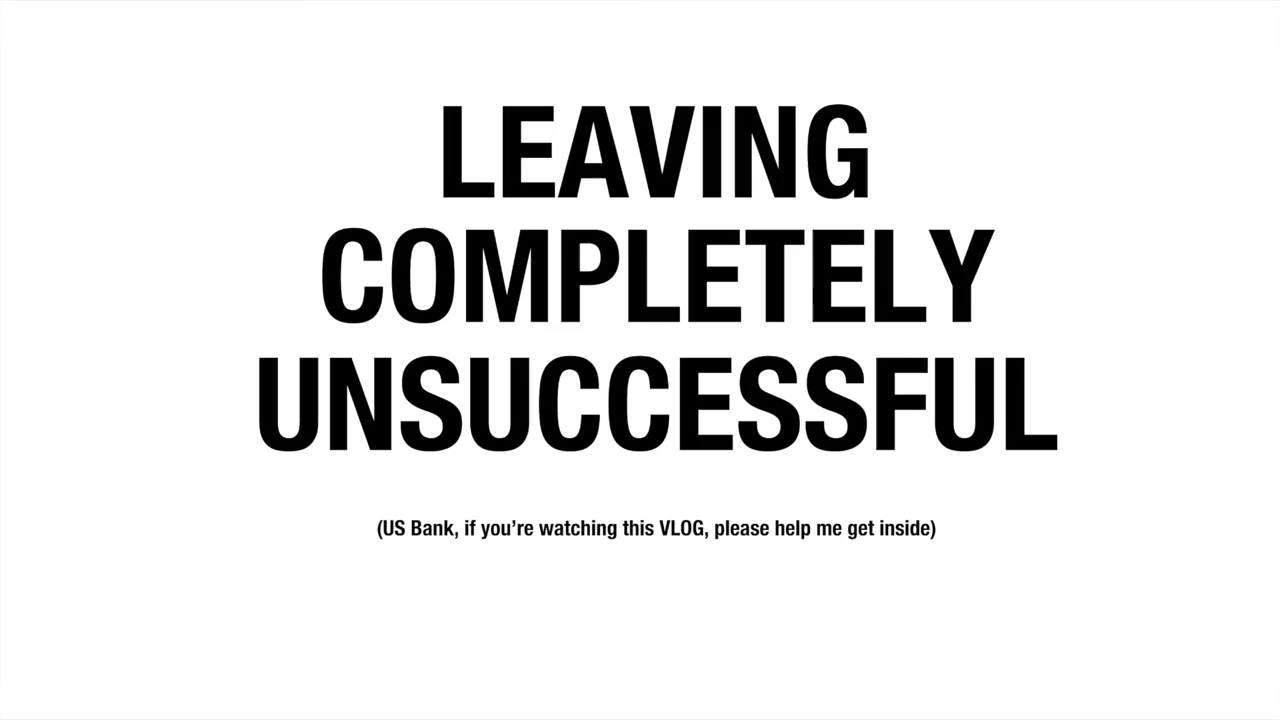 LEAVING
COMPLETELY
UNSUCCESSFUL
(US Bank, if you’re watching this VLOG, please help me get inside)